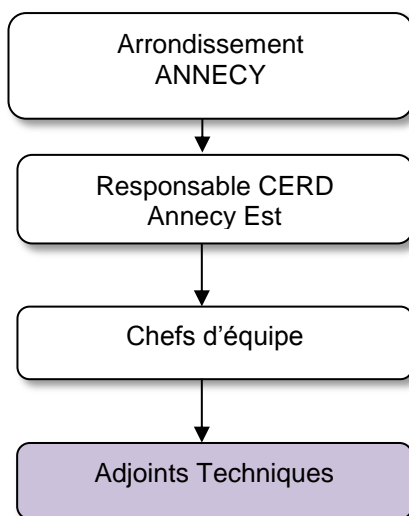 Arrondissement
ANNECY
Responsable CERD
Annecy Est
Chefs d'équipe
Adjoints Techniques